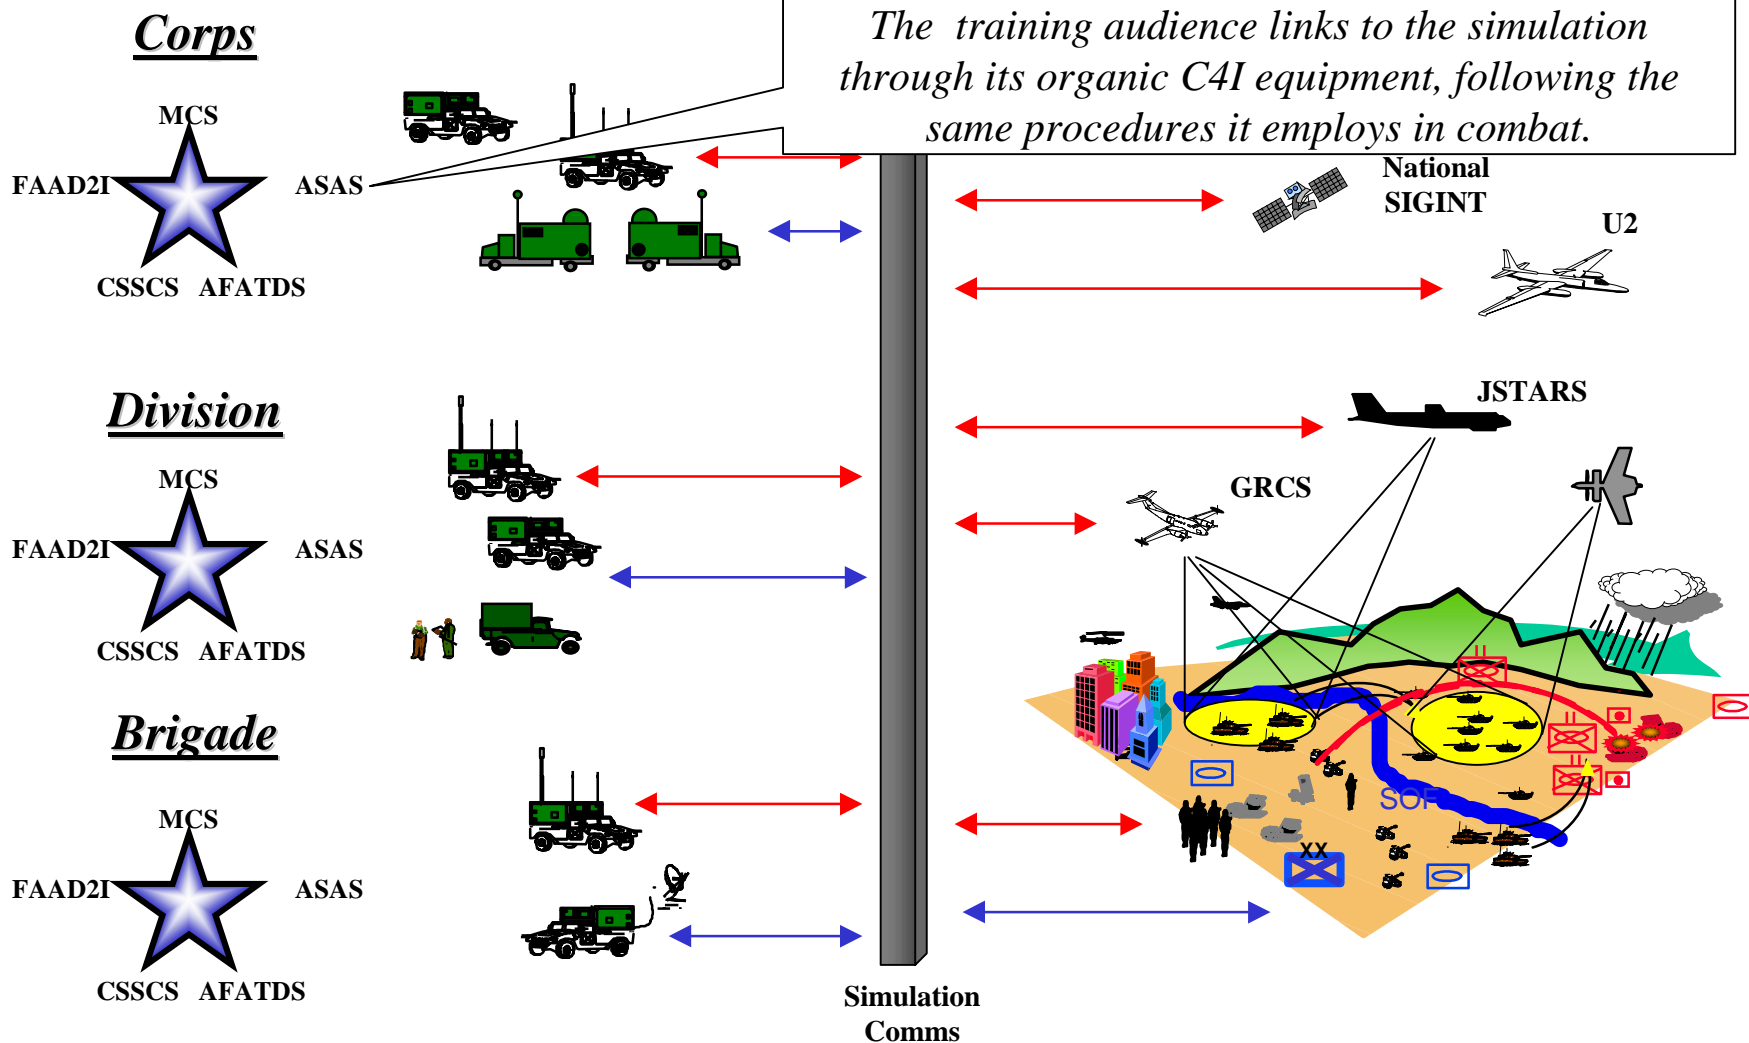 Corps
The training audience links to the simulation
through its organic C4I equipment, following the
same procedures it employs in combat.
MCS
FAAD2I
ASAS
CSSCS AFATDS
National
SIGINT
U2
Division
JSTARS
MCS
GRCS
FAAD2I
ASAS
CSSCS AFATDS
Brigade
SOF
MCS
XX
FAAD2I
ASAS
CSSCS AFATDS
Simulation
Comms